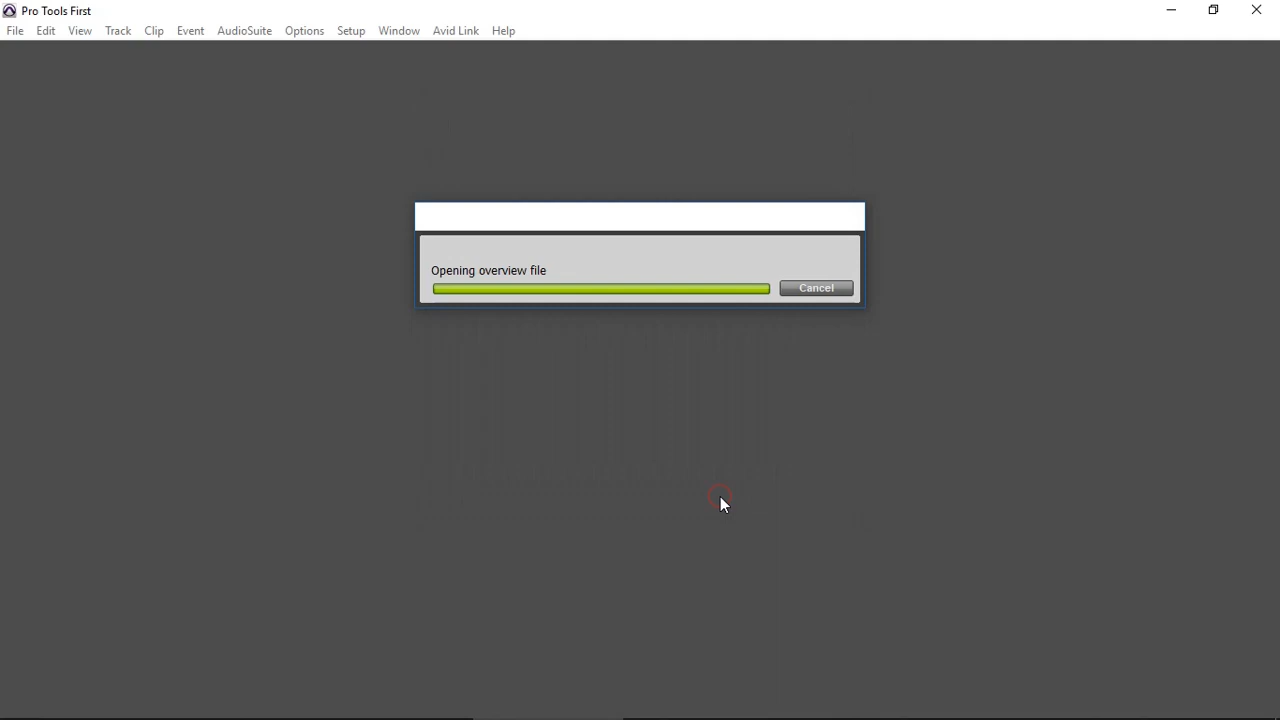 Pro Tools First
File Edit View Track Clip Event AudioSuite Options Setup Window Avid Link Help
Opening overview file
Cancel